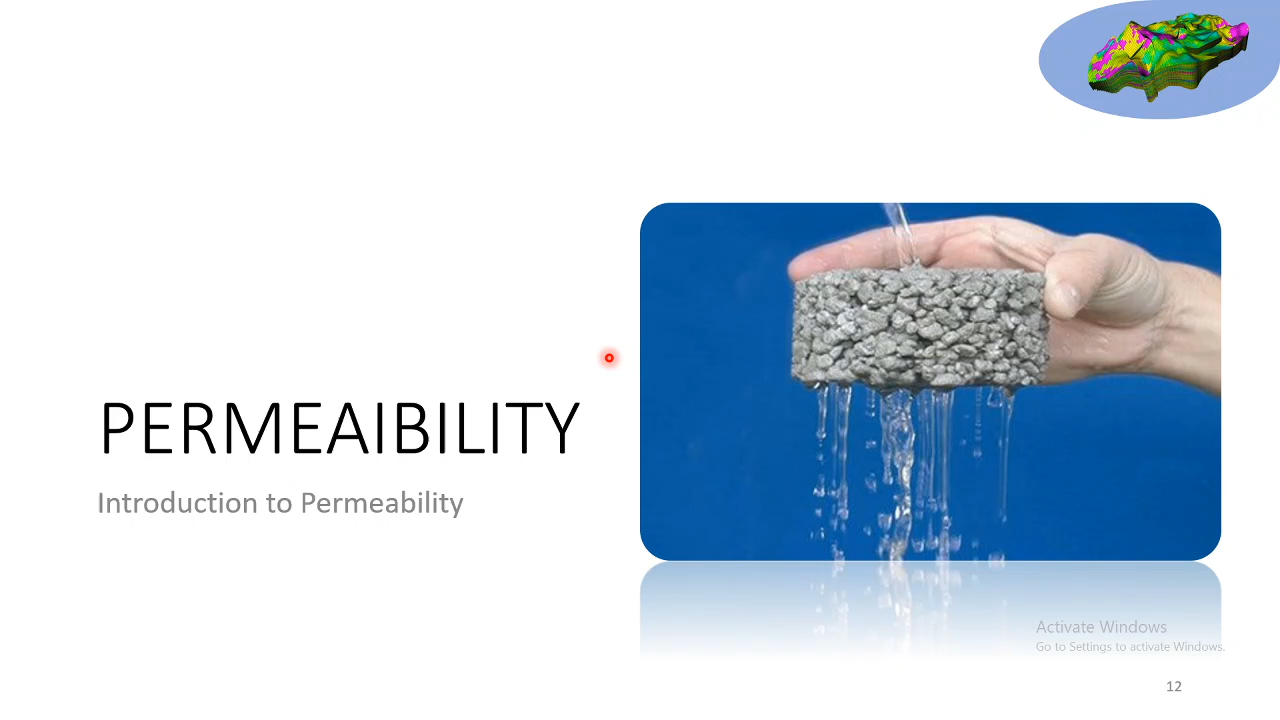 PERMEAIBILITY
Introduction to Permeability
Activate Windows
Go to Settings to activate Windows.
12